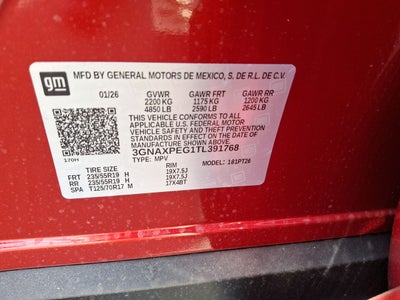 gm
MFD BY GENERAL MOTORS DE MEXICO, S. DE R.L. DE C.V.
01/26 GVWR GAWR FRT GAWR RR
2200 KG 1175 KG 1200 KG
4850 LB 2590 LB 2645 LB
THIS VEHICLE CONFORMS TO ALL
APPLICABLE U.S. FEDERAL MOTOR
VEHICLE SAFETY AND THEFT PREVENTION
STANDARDS IN EFFECT ON THE DATE
OF MANUFACTURE SHOWN ABOVE.
3GNAXPEG1TL391768
170H TYPE: MPV MODEL: 1S1PT26
TIRE SIZE RIM
FRT 235/55R19 H 19X7.5J
RR 235/55R19 H 19X7.5J
SPA T125/70R17 M 17X4BT